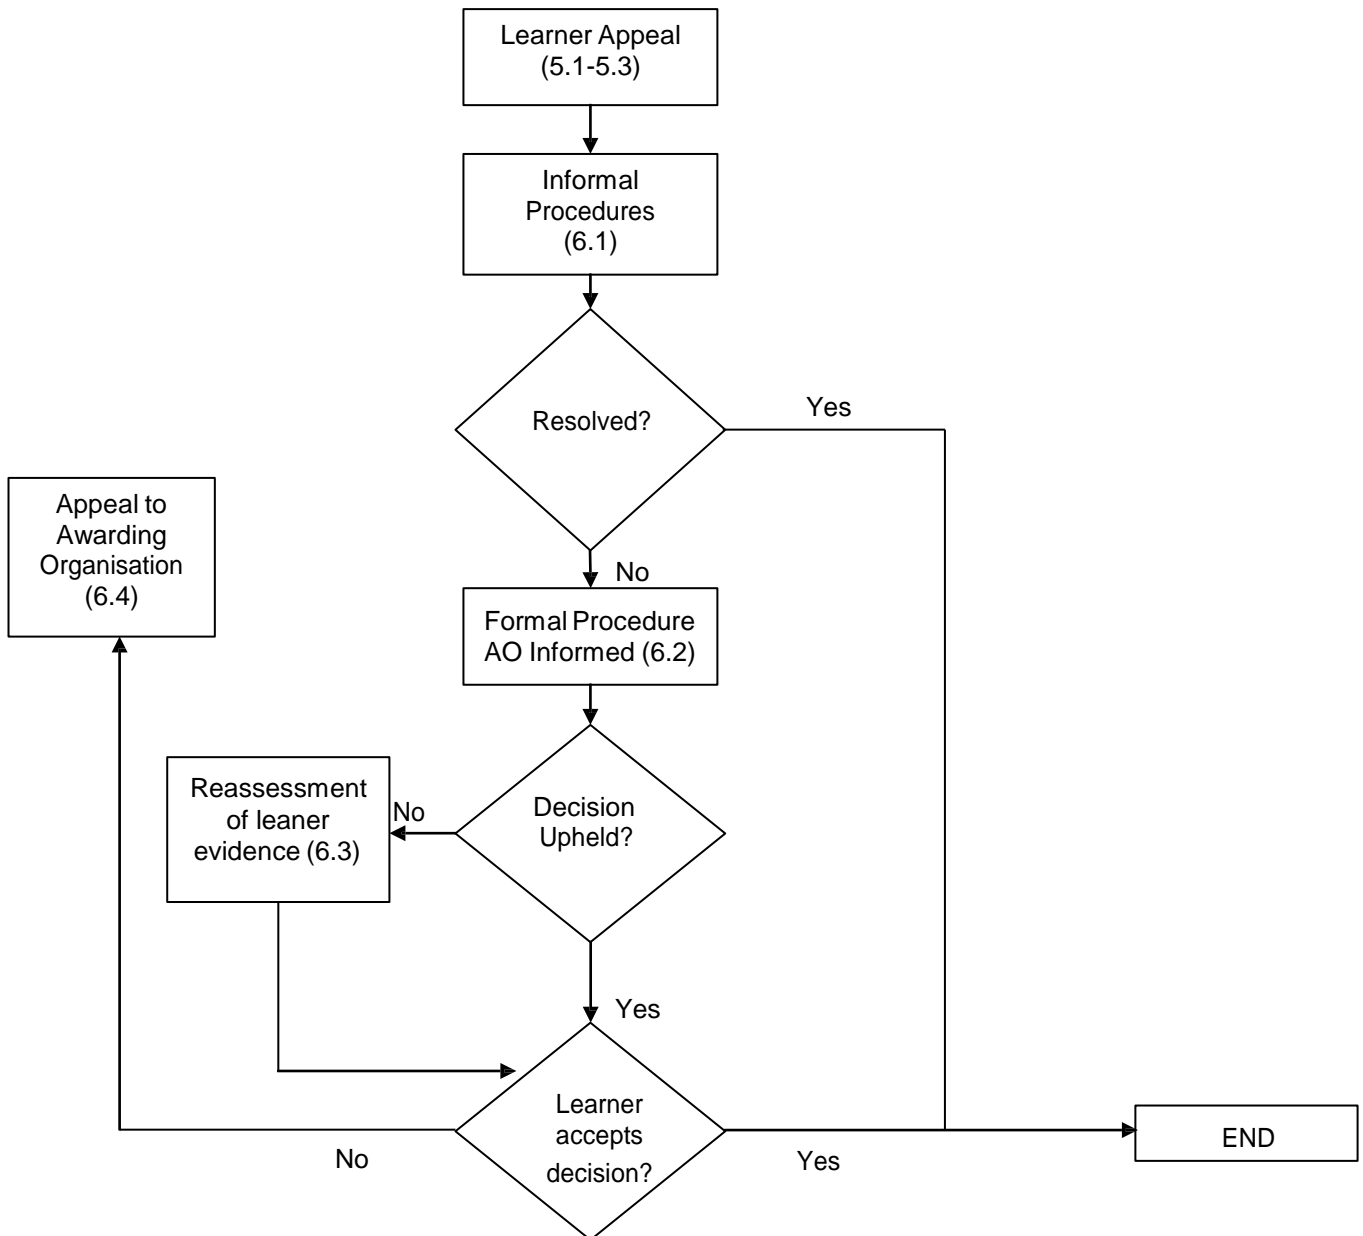 Learner Appeal
(5.1-5.3)
Informal
Procedures
(6.1)
Resolved?
Yes
No
Appeal to
Awarding
Organisation
(6.4)
Formal Procedure
AO Informed (6.2)
Reassessment
of leaner
evidence (6.3)
No
Decision
Upheld?
Yes
Learner
accepts
decision?
No
Yes
END